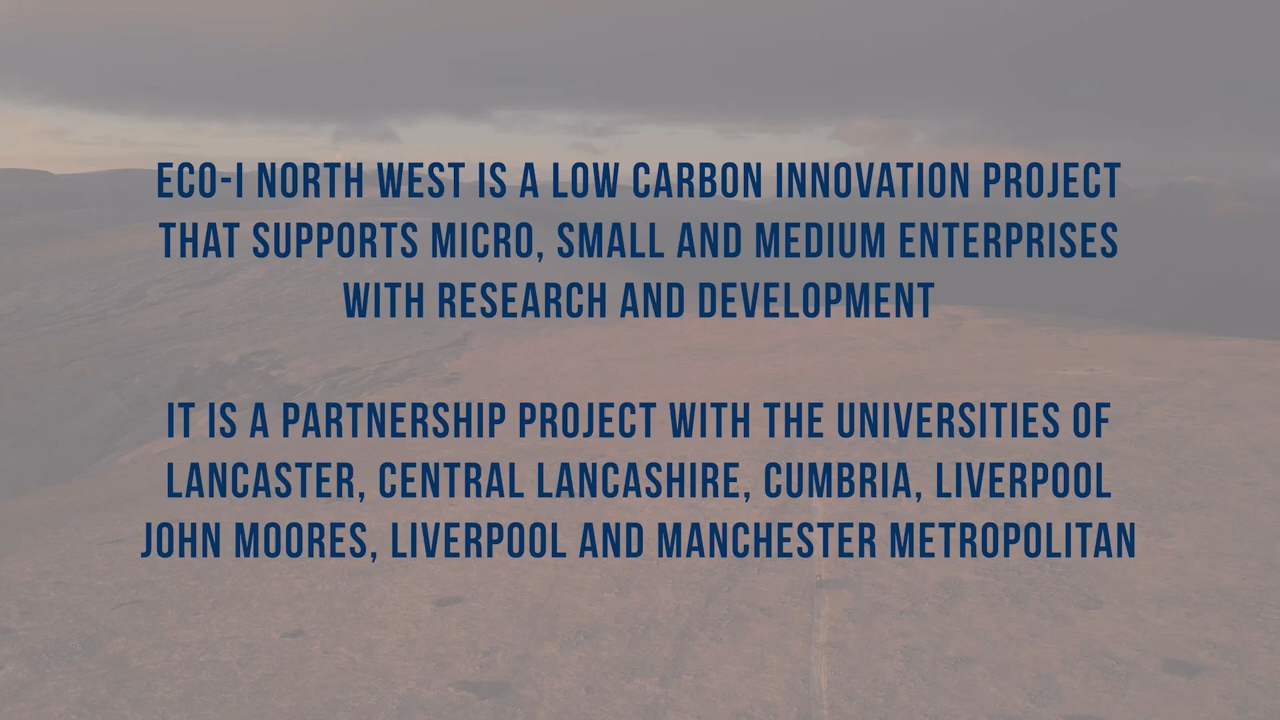 ECO-I NORTH WEST IS A LOW CARBON INNOVATION PROJECT
THAT SUPPORTS MICRO, SMALL AND MEDIUM ENTERPRISES
WITH RESEARCH AND DEVELOPMENT
IT IS A PARTNERSHIP PROJECT WITH THE UNIVERSITIES OF
LANCASTER, CENTRAL LANCASHIRE, CUMBRIA, LIVERPOOL
JOHN MOORES, LIVERPOOL AND MANCHESTER METROPOLITAN